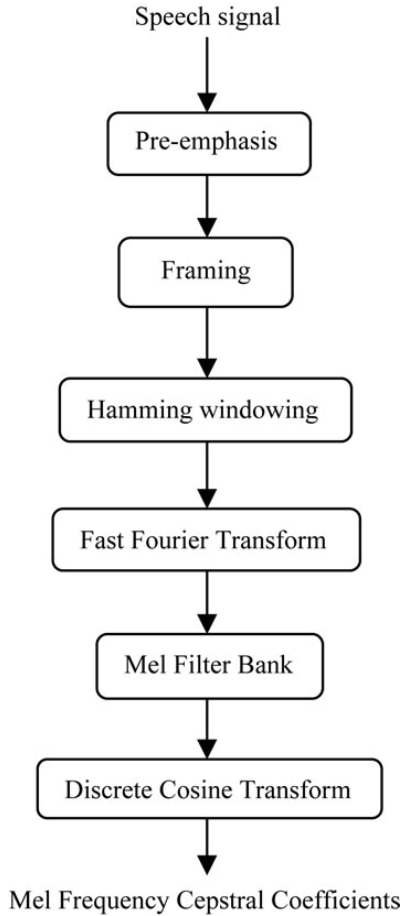 Speech signal
Pre-emphasis
Framing
Hamming windowing
Fast Fourier Transform
Mel Filter Bank
Discrete Cosine Transform
Mel Frequency Cepstral Coefficients